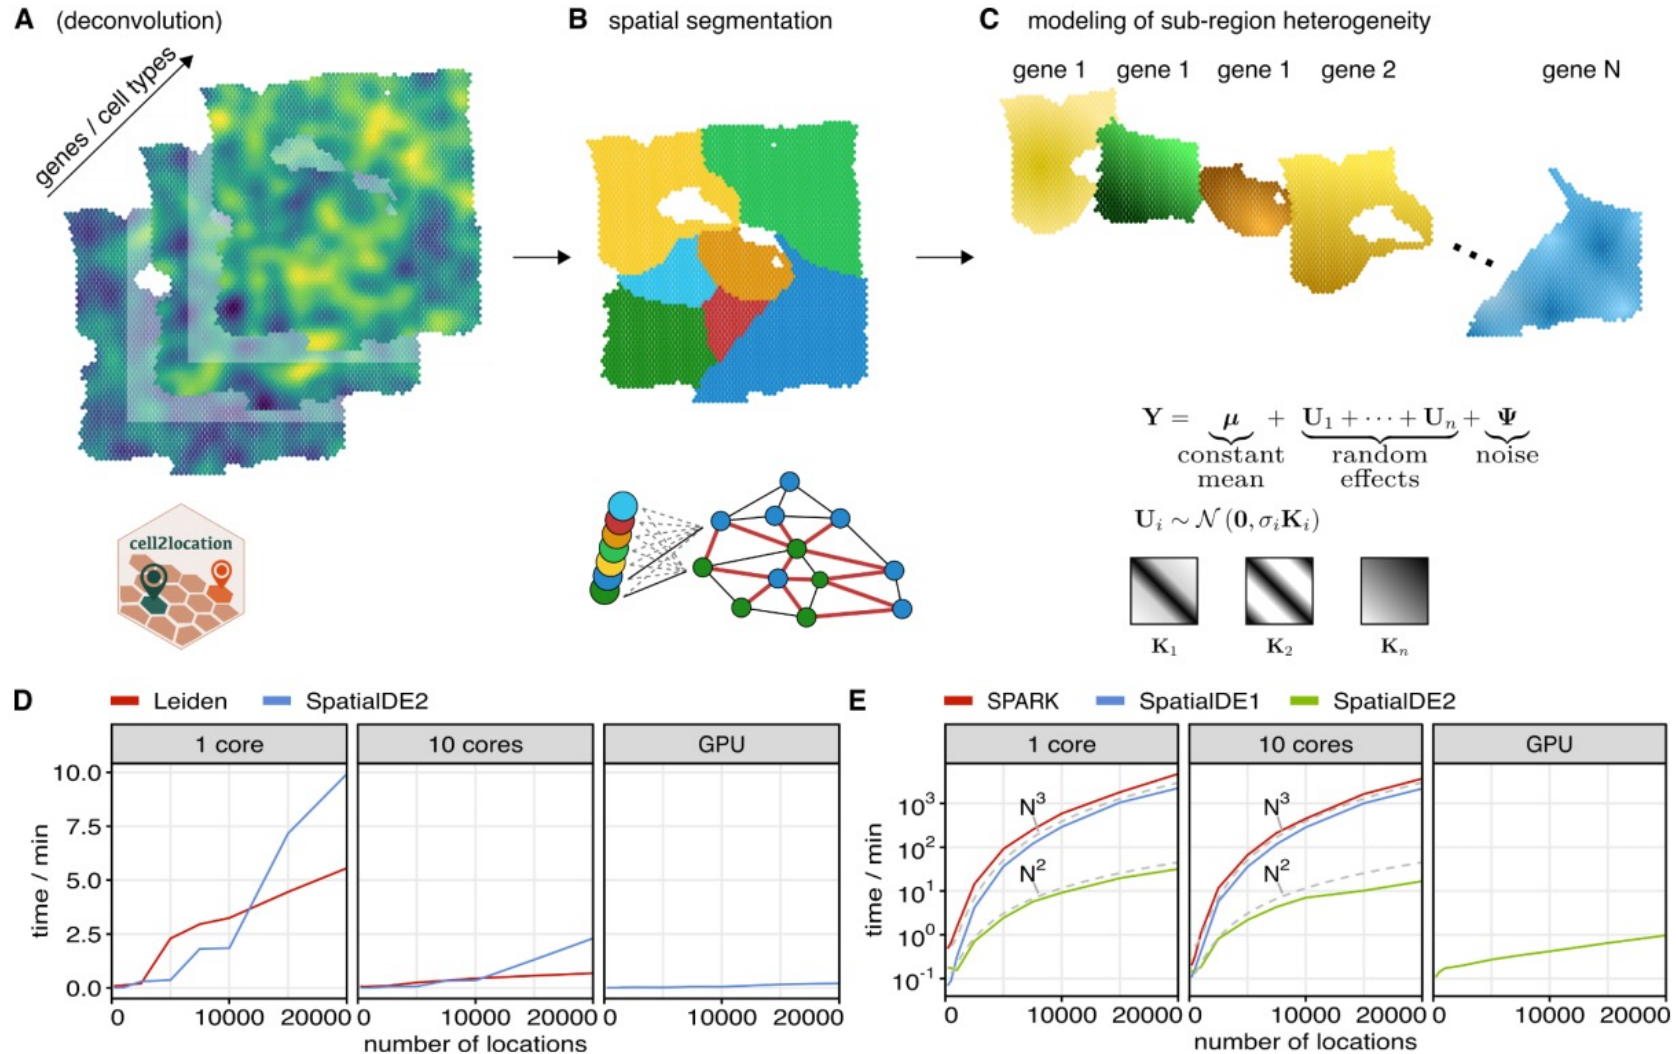 A (deconvolution)
genes / cell types
cell2location
B spatial segmentation
C modeling of sub-region heterogeneity
gene 1 gene 1 gene 1 gene 2 gene N
Y = μ + U₁ + ⋯ + Uₙ + Ψ
constant mean
random effects
noise
Uᵢ ∼ 𝒩 (0, σᵢKᵢ)
K₁ K₂ Kₙ
D Leiden SpatialDE2
1 core 10 cores GPU
time / min
10.0
7.5
5.0
2.5
0.0
0 10000 20000 0 10000 20000 0 10000 20000
number of locations
E SPARK SpatialDE1 SpatialDE2
1 core 10 cores GPU
time / min
10³
10²
10¹
10⁰
10⁻¹
N³ N³
N² N²
0 10000 20000 0 10000 20000 0 10000 20000
number of locations